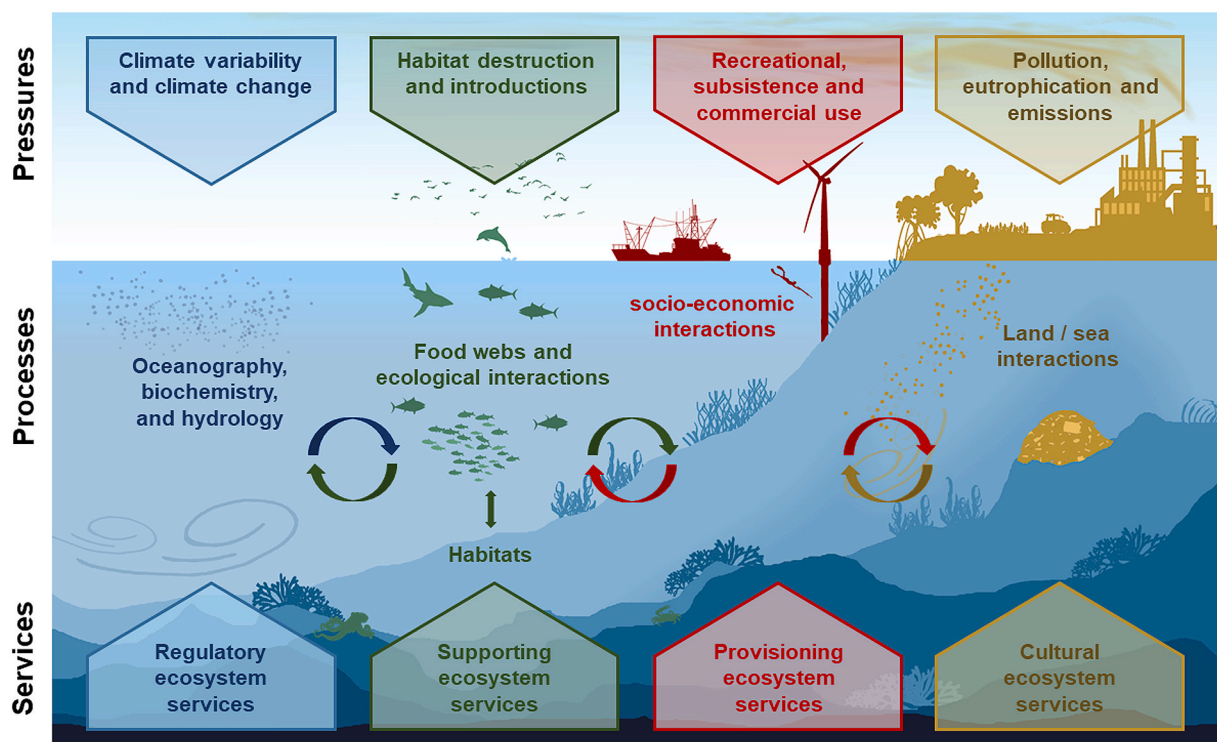 Pressures
Climate variability
and climate change
Habitat destruction
and introductions
Recreational,
subsistence and
commercial use
Pollution,
eutrophication and
emissions
Processes
Oceanography,
biochemistry,
and hydrology
Food webs and
ecological interactions
Habitats
socio-economic
interactions
Land / sea
interactions
Services
Regulatory
ecosystem
services
Supporting
ecosystem
services
Provisioning
ecosystem
services
Cultural
ecosystem
services